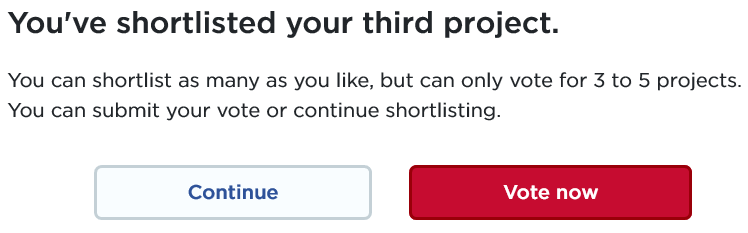 You've shortlisted your third project.
You can shortlist as many as you like, but can only vote for 3 to 5 projects.
You can submit your vote or continue shortlisting.
Continue
Vote now